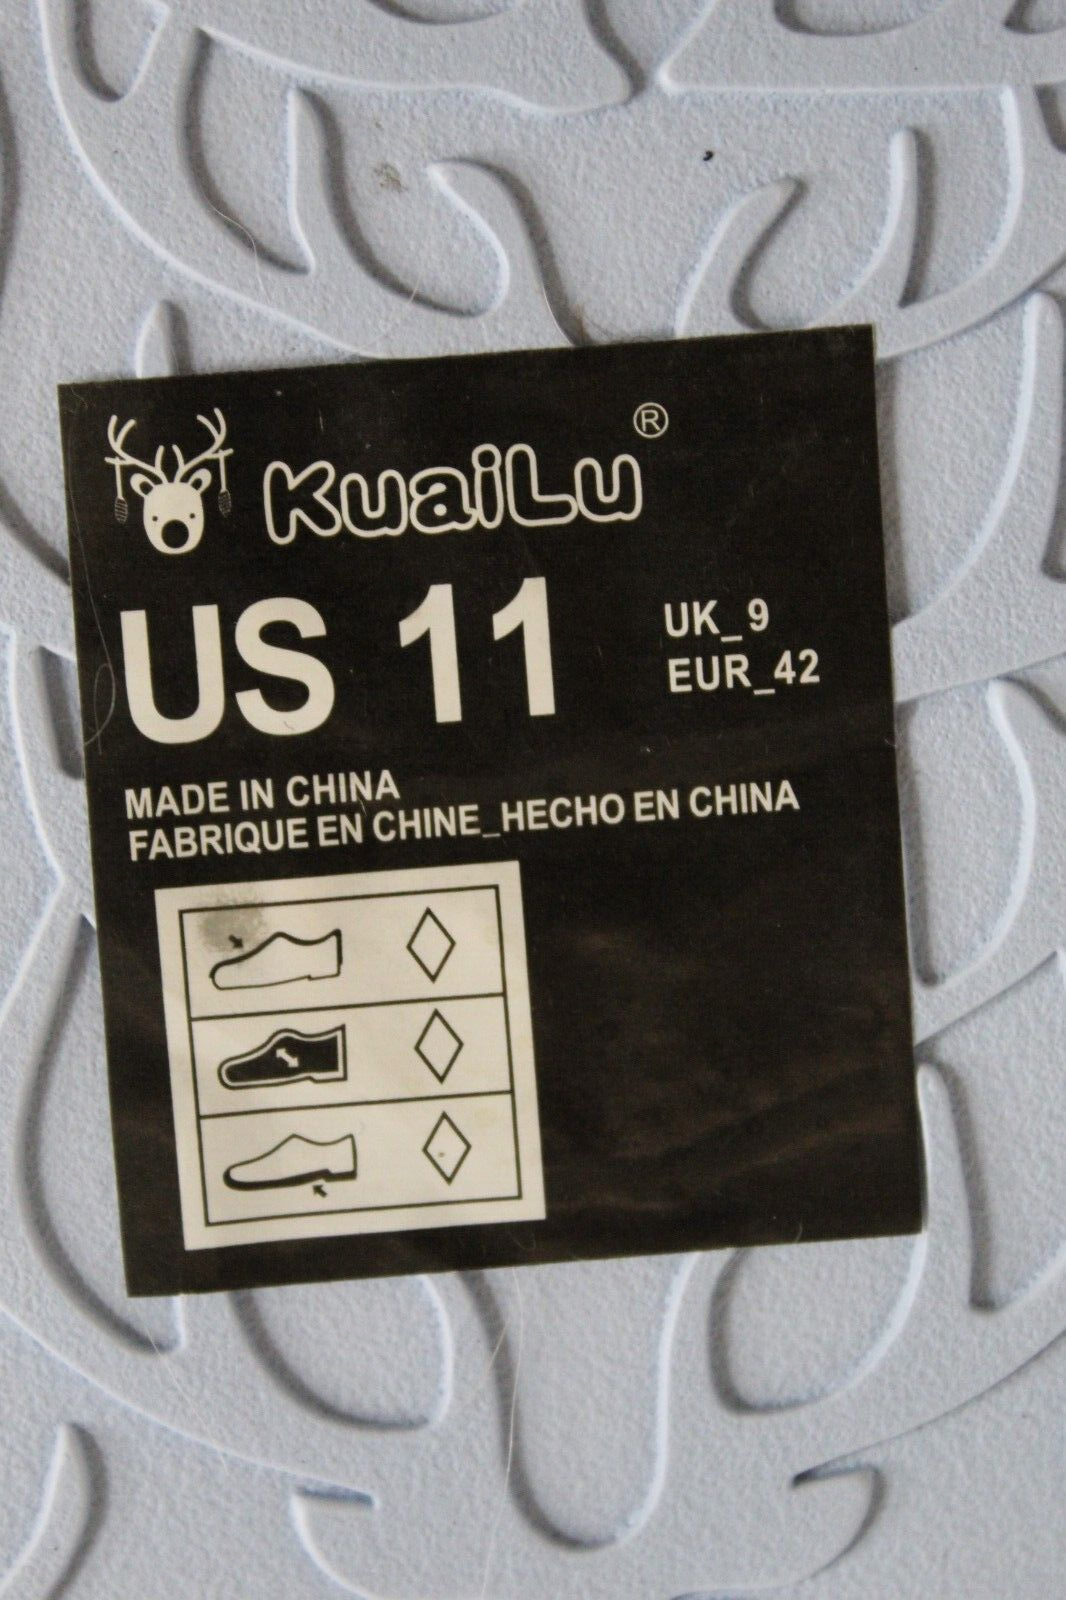 KuaiLu®
US 11
UK_9
EUR_42
MADE IN CHINA
FABRIQUE EN CHINE_HECHO EN CHINA